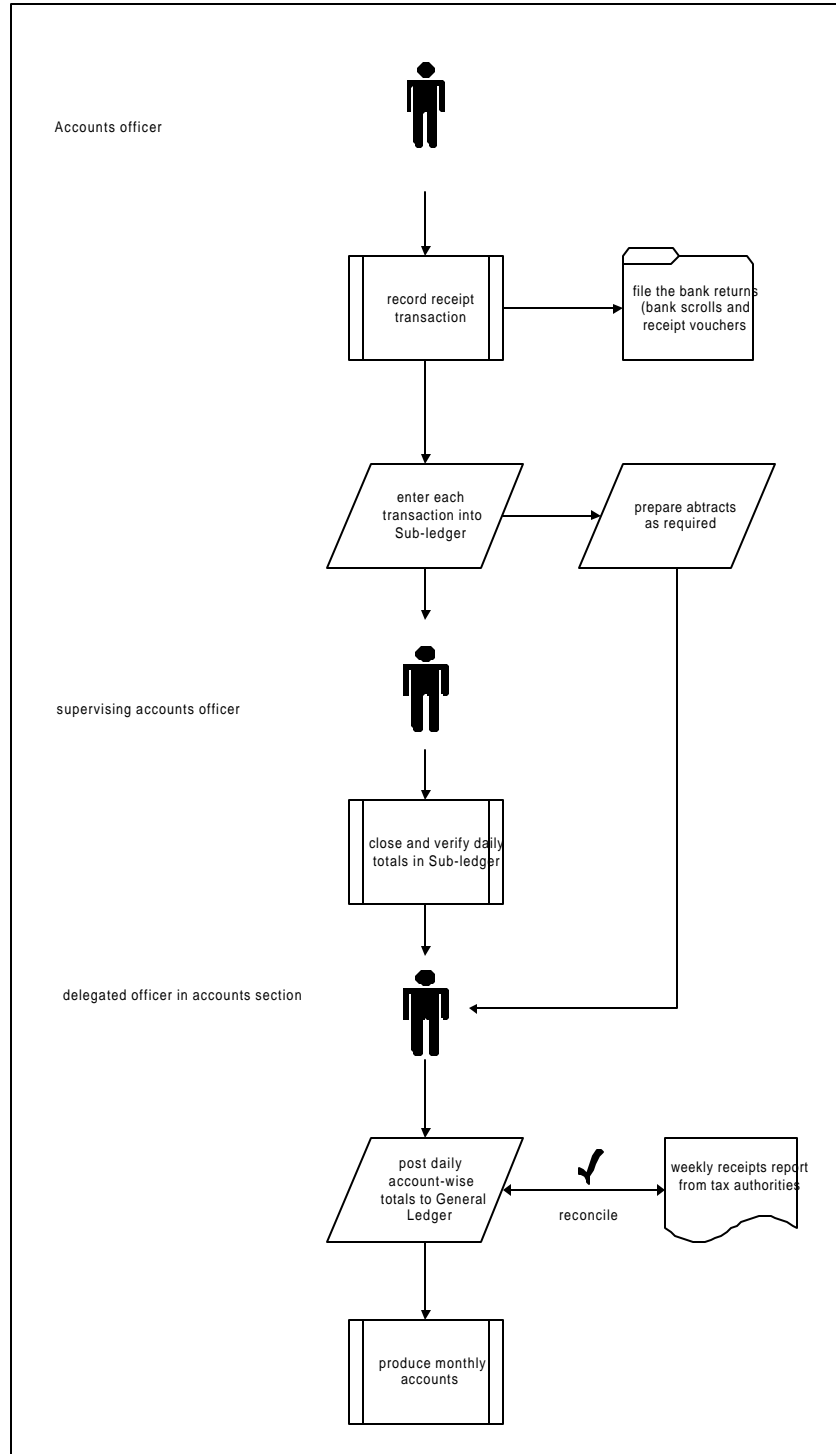 Accounts officer
record receipt
transaction
file the bank returns
(bank scrolls and
receipt vouchers
enter each
transaction into
Sub-ledger
prepare abtracts
as required
supervising accounts officer
close and verify daily
totals in Sub-ledger
delegated officer in accounts section
post daily
account-wise
totals to General
Ledger
reconcile
weekly receipts report
from tax authorities
produce monthly
accounts